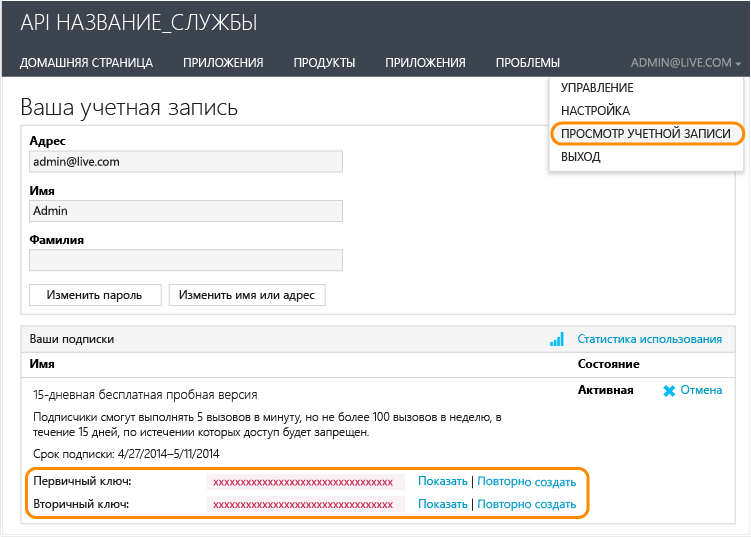 API НАЗВАНИЕ_СЛУЖБЫ
ДОМАШНЯЯ СТРАНИЦА ПРИЛОЖЕНИЯ ПРОДУКТЫ ПРИЛОЖЕНИЯ ПРОБЛЕМЫ ADMIN@LIVE.COM
УПРАВЛЕНИЕ
НАСТРОЙКА
ПРОСМОТР УЧЕТНОЙ ЗАПИСИ
ВЫХОД
Ваша учетная запись
Адрес
admin@live.com
Имя
Admin
Фамилия
Изменить пароль Изменить имя или адрес
Ваши подписки Статистика использования
Имя Состояние
15-дневная бесплатная пробная версия Активная Отмена
Подписчики смогут выполнять 5 вызовов в минуту, но не более 100 вызовов в неделю, в
течение 15 дней, по истечении которых доступ будет запрещен.
Срок подписки: 4/27/2014–5/11/2014
Первичный ключ: xxxxxxxxxxxxxxxxxxxxxxxxxxxxxxxx Показать | Повторно создать
Вторичный ключ: xxxxxxxxxxxxxxxxxxxxxxxxxxxxxxxx Показать | Повторно создать